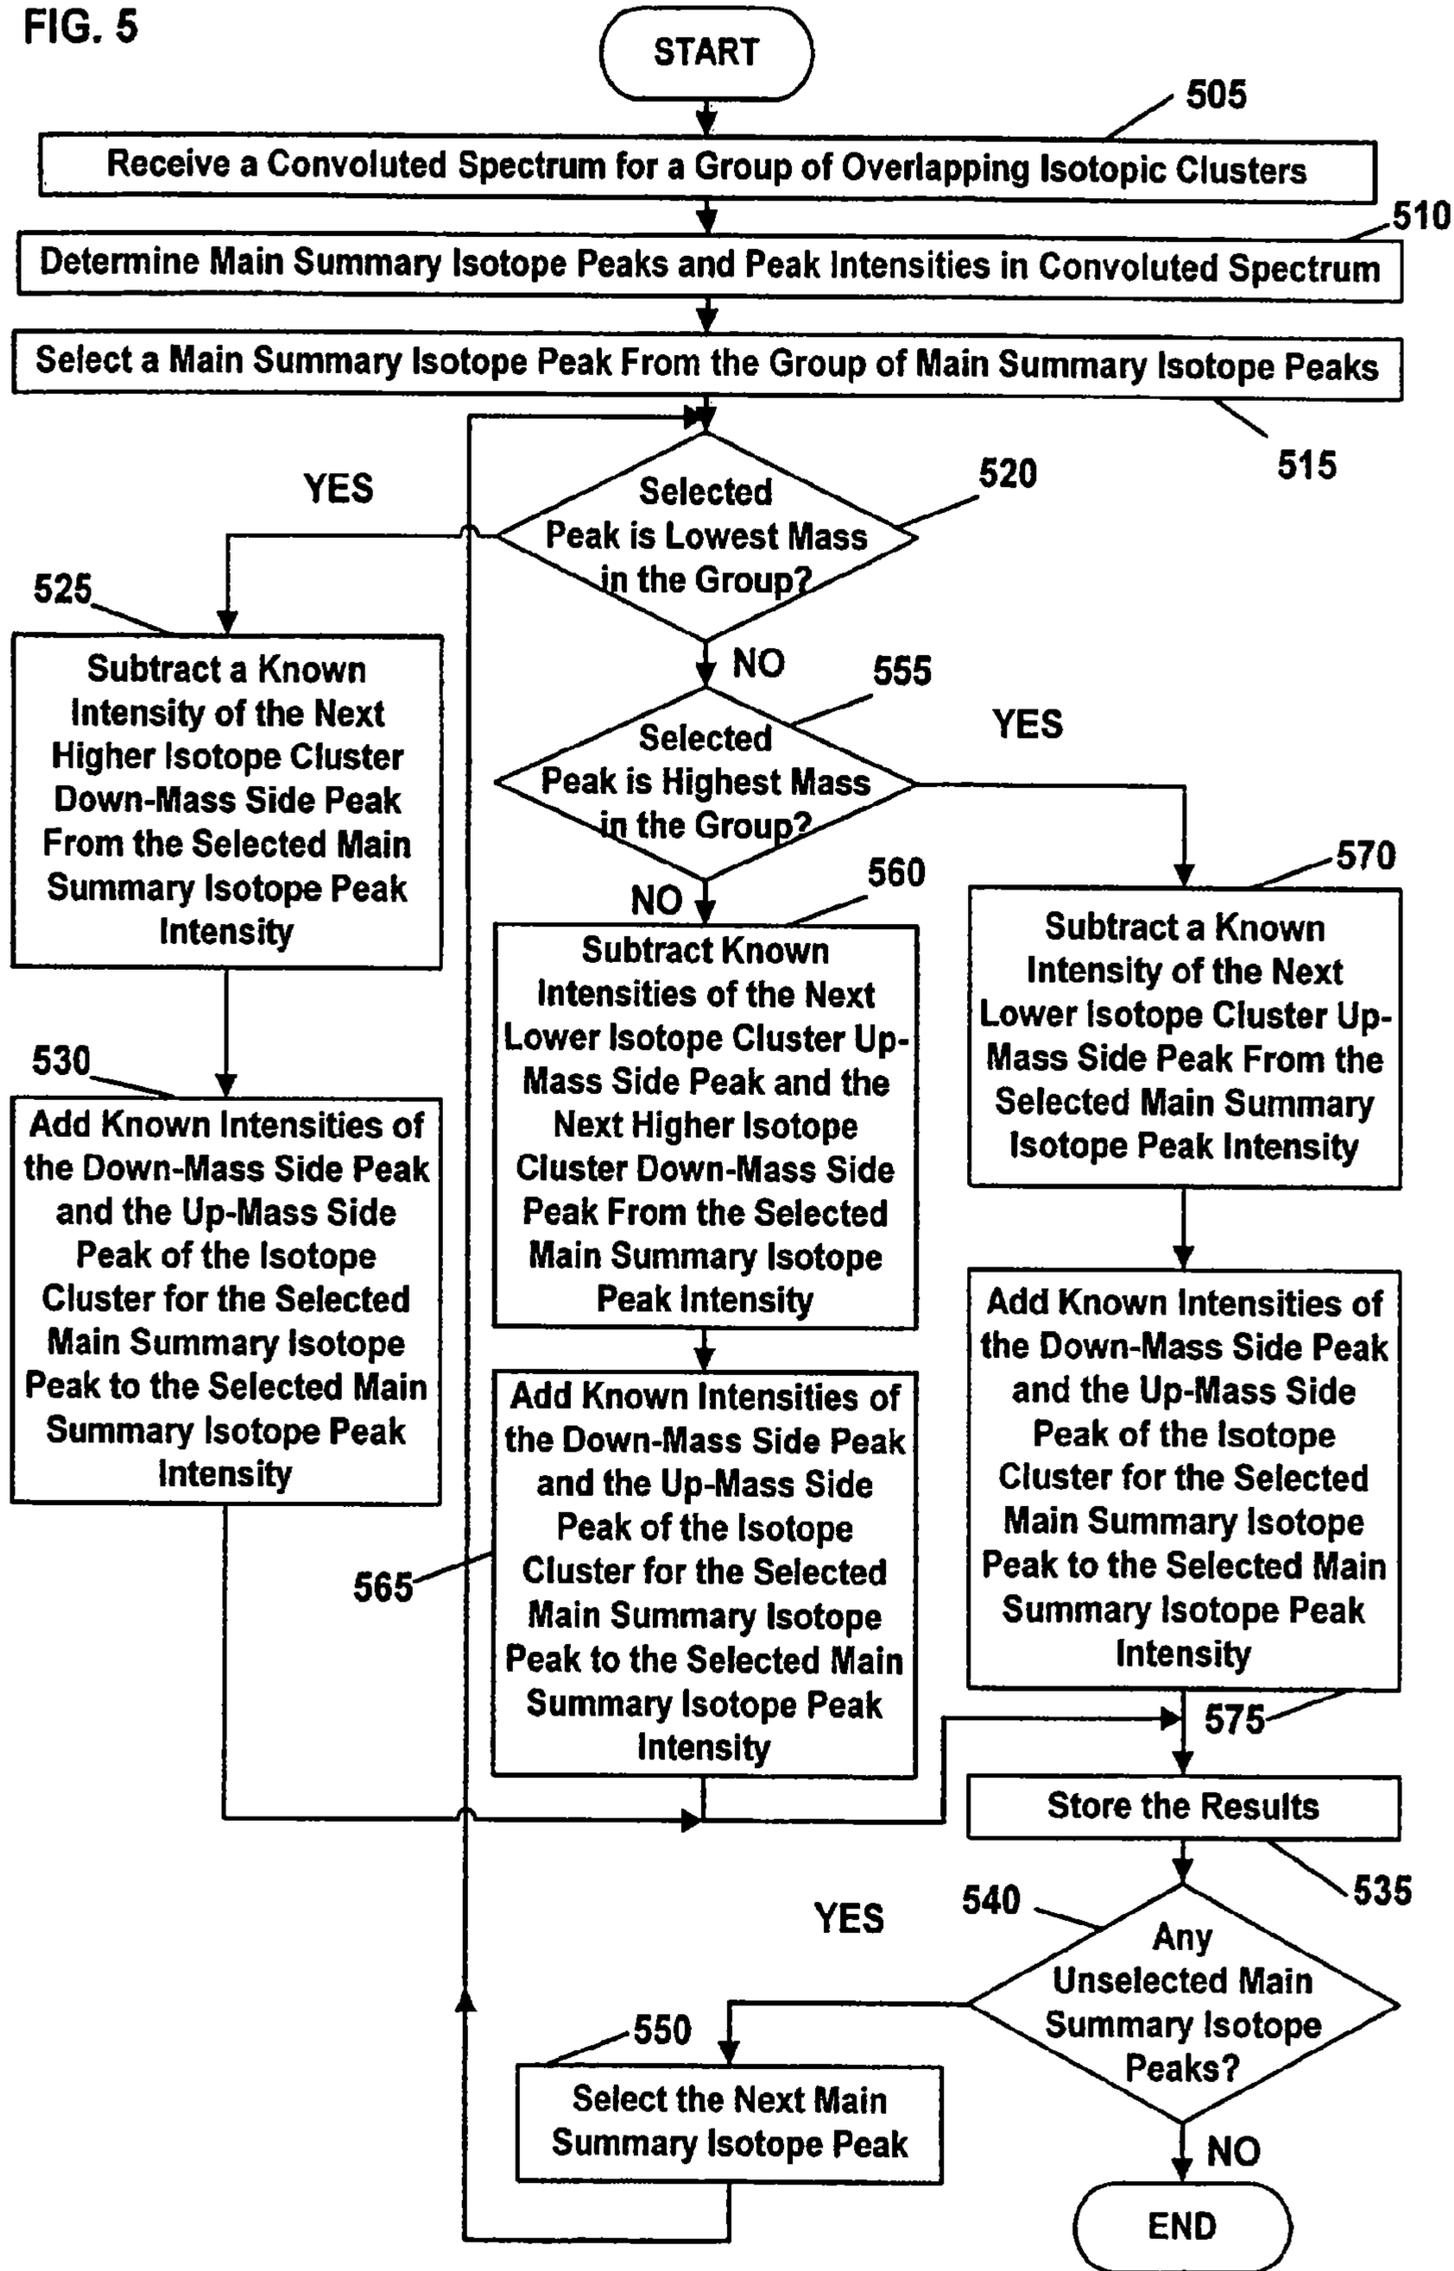 FIG. 5
START
505
Receive a Convoluted Spectrum for a Group of Overlapping Isotopic Clusters
510
Determine Main Summary Isotope Peaks and Peak Intensities in Convoluted Spectrum
Select a Main Summary Isotope Peak From the Group of Main Summary Isotope Peaks
515
520
YES
Selected
Peak is Lowest Mass
in the Group?
525
Subtract a Known
Intensity of the Next
Higher Isotope Cluster
Down-Mass Side Peak
From the Selected Main
Summary Isotope Peak
Intensity
530
Add Known Intensities of
the Down-Mass Side Peak
and the Up-Mass Side
Peak of the Isotope
Cluster for the Selected
Main Summary Isotope
Peak to the Selected Main
Summary Isotope Peak
Intensity
NO
555
YES
Selected
Peak is Highest Mass
in the Group?
NO
560
Subtract Known
Intensities of the Next
Lower Isotope Cluster Up-
Mass Side Peak and the
Next Higher Isotope
Cluster Down-Mass Side
Peak From the Selected
Main Summary Isotope
Peak Intensity
565
Add Known Intensities of
the Down-Mass Side Peak
and the Up-Mass Side
Peak of the Isotope
Cluster for the Selected
Main Summary Isotope
Peak to the Selected Main
Summary Isotope Peak
Intensity
570
Subtract a Known
Intensity of the Next
Lower Isotope Cluster Up-
Mass Side Peak From the
Selected Main Summary
Isotope Peak Intensity
Add Known Intensities of
the Down-Mass Side Peak
and the Up-Mass Side
Peak of the Isotope
Cluster for the Selected
Main Summary Isotope
Peak to the Selected Main
Summary Isotope Peak
Intensity
575
Store the Results
535
540
YES
Any
Unselected Main
Summary Isotope
Peaks?
550
Select the Next Main
Summary Isotope Peak
NO
END